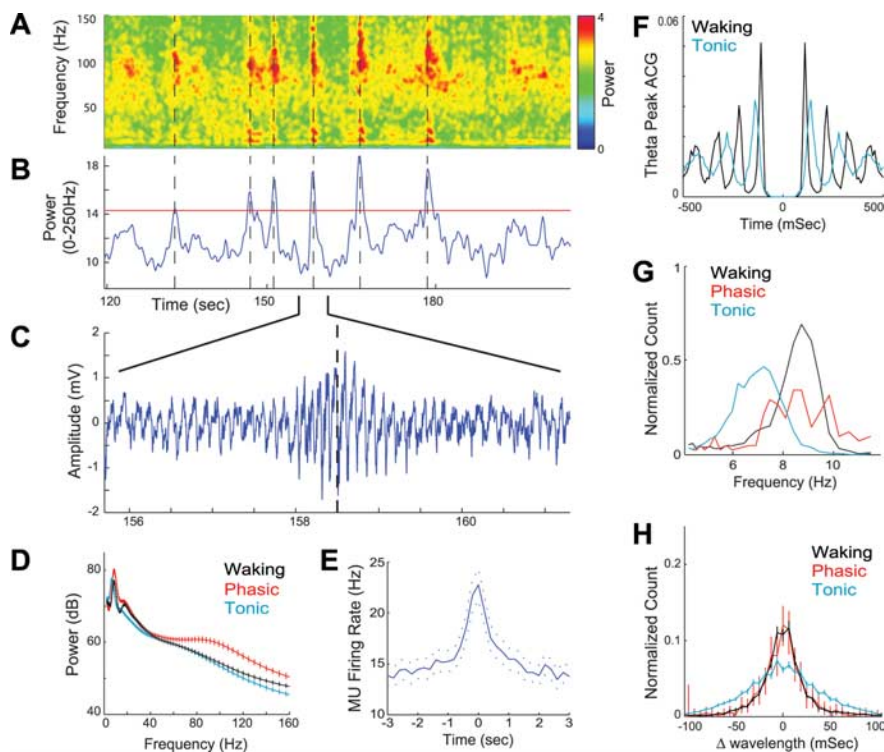 A
Frequency (Hz)
150
100
50
4
0
Power
B
Power
(0-250Hz)
18
14
10
120
150
180
Time (sec)
C
Amplitude (mV)
2
1
0
-1
-2
156
158
160
D
Power (dB)
80
60
40
0
40
80
120
160
Frequency (Hz)
Waking
Phasic
Tonic
E
MU Firing Rate (Hz)
25
20
15
10
-3
-2
-1
0
1
2
3
Time (sec)
F
Waking
Tonic
Theta Peak ACG
0.06
0
-500
0
500
Time (mSec)
G
Waking
Phasic
Tonic
Normalized Count
1
0.5
0
6
8
10
Frequency (Hz)
H
Waking
Phasic
Tonic
Normalized Count
0.2
0.1
0
-100
-50
0
50
100
Δ wavelength (mSec)